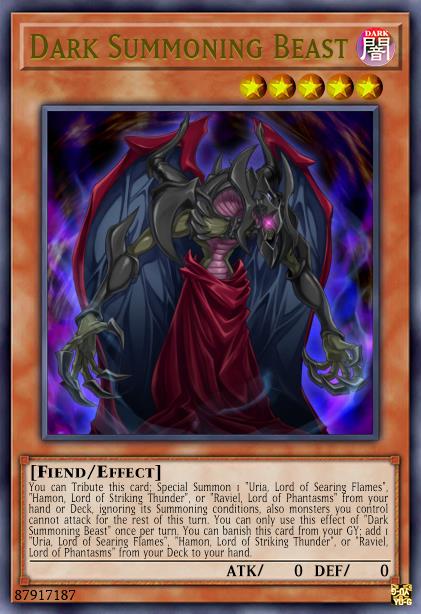 DARK SUMMONING BEAST
DARK
闇
[FIEND/EFFECT]
You can Tribute this card; Special Summon 1 "Uria, Lord of Searing Flames",
"Hamon, Lord of Striking Thunder", or "Raviel, Lord of Phantasms" from your
hand or Deck, ignoring its Summoning conditions, also monsters you control
cannot attack for the rest of this turn. You can only use this effect of "Dark
Summoning Beast" once per turn. You can banish this card from your GY; add 1
"Uria, Lord of Searing Flames", "Hamon, Lord of Striking Thunder", or "Raviel,
Lord of Phantasms" from your Deck to your hand.
ATK/ 0 DEF/ 0
87917187